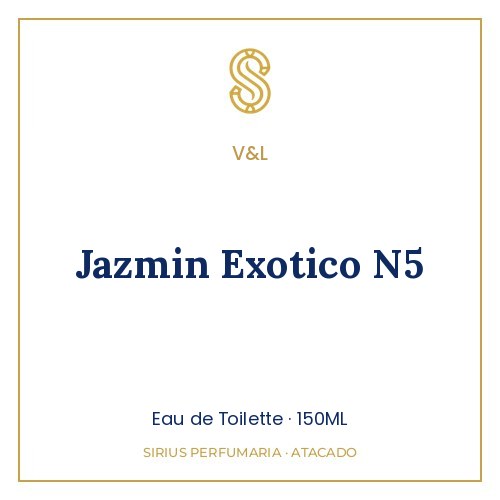 V&L
Jazmin Exotico N5
Eau de Toilette · 150ML
SIRIUS PERFUMARIA · ATACADO